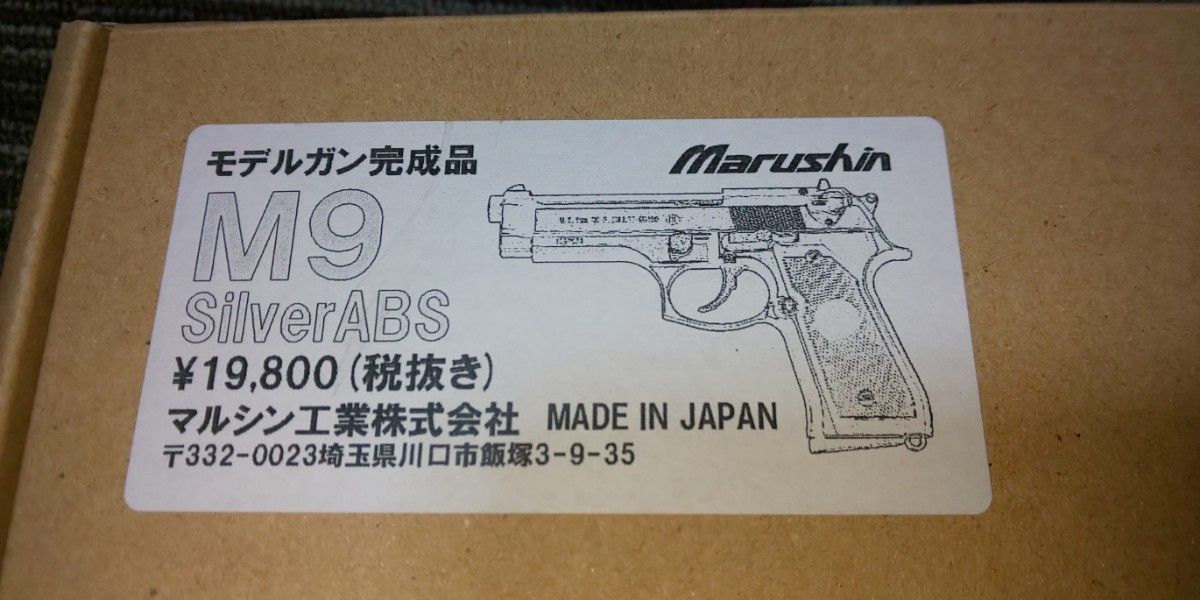 モデルガン完成品
Marushin
M9
SilverABS
¥19,800(税抜き)
マルシン工業株式会社 MADE IN JAPAN
〒332-0023埼玉県川口市飯塚3-9-35